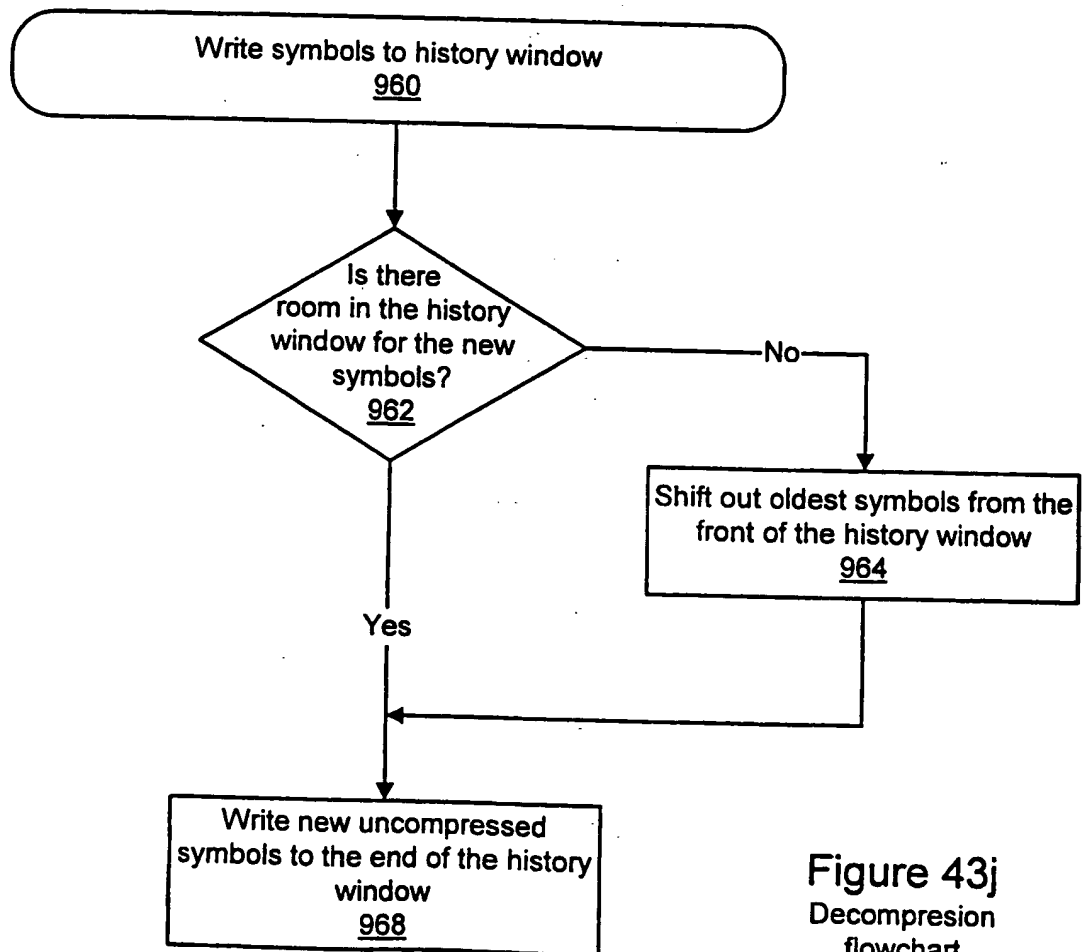 Write symbols to history window
960
Is there
room in the history
window for the new
symbols?
962
No
Shift out oldest symbols from the
front of the history window
964
Yes
Write new uncompressed
symbols to the end of the history
window
968
Figure 43j
Decompresion
flowchart